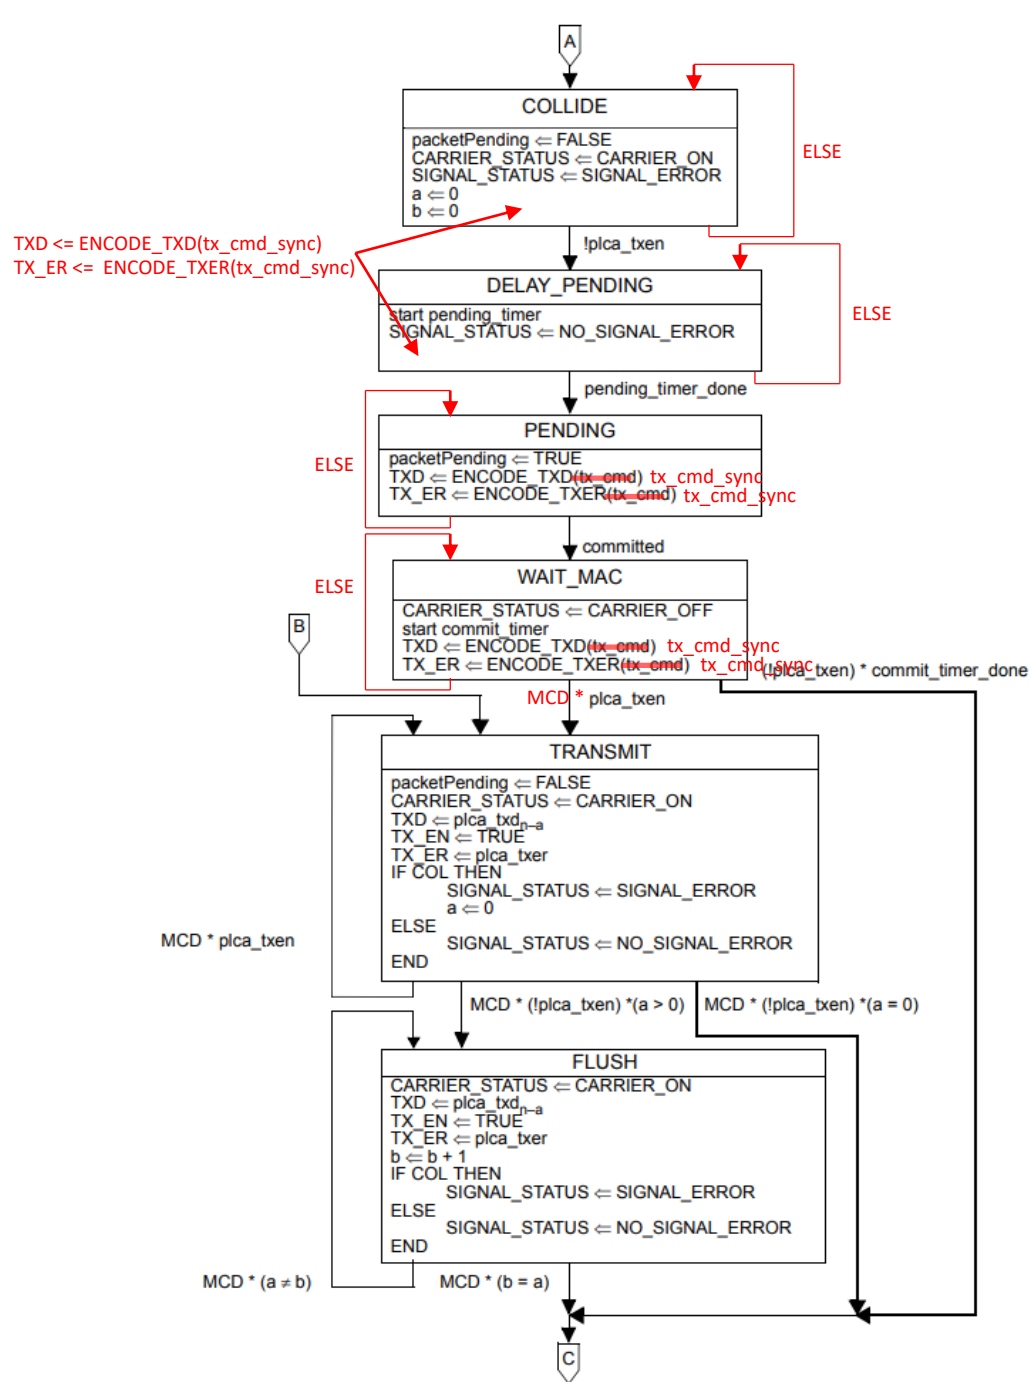 A
COLLIDE
packetPending ⇐ FALSE
CARRIER_STATUS ⇐ CARRIER_ON
SIGNAL_STATUS ⇐ SIGNAL_ERROR
a ⇐ 0
b ⇐ 0
ELSE
TXD <= ENCODE_TXD(tx_cmd_sync)
TX_ER <= ENCODE_TXER(tx_cmd_sync)
!plca_txen
DELAY_PENDING
start pending_timer
SIGNAL_STATUS ⇐ NO_SIGNAL_ERROR
ELSE
pending_timer_done
PENDING
packetPending ⇐ TRUE
TXD ⇐ ENCODE_TXD(tx_cmd) tx_cmd_sync
TX_ER ⇐ ENCODE_TXER(tx_cmd) tx_cmd_sync
ELSE
committed
WAIT_MAC
CARRIER_STATUS ⇐ CARRIER_OFF
start commit_timer
TXD ⇐ ENCODE_TXD(tx_cmd) tx_cmd_sync
TX_ER ⇐ ENCODE_TXER(tx_cmd) tx_cmd_sync
ELSE
B
(!plca_txen) * commit_timer_done
MCD * plca_txen
TRANSMIT
packetPending ⇐ FALSE
CARRIER_STATUS ⇐ CARRIER_ON
TXD ⇐ plca_txdn–a
TX_EN ⇐ TRUE
TX_ER ⇐ plca_txer
IF COL THEN
SIGNAL_STATUS ⇐ SIGNAL_ERROR
a ⇐ 0
ELSE
SIGNAL_STATUS ⇐ NO_SIGNAL_ERROR
END
MCD * plca_txen
MCD * (!plca_txen) *(a > 0)
MCD * (!plca_txen) *(a = 0)
FLUSH
CARRIER_STATUS ⇐ CARRIER_ON
TXD ⇐ plca_txdn–a
TX_EN ⇐ TRUE
TX_ER ⇐ plca_txer
b ⇐ b + 1
IF COL THEN
SIGNAL_STATUS ⇐ SIGNAL_ERROR
ELSE
SIGNAL_STATUS ⇐ NO_SIGNAL_ERROR
END
MCD * (a ≠ b)
MCD * (b = a)
C